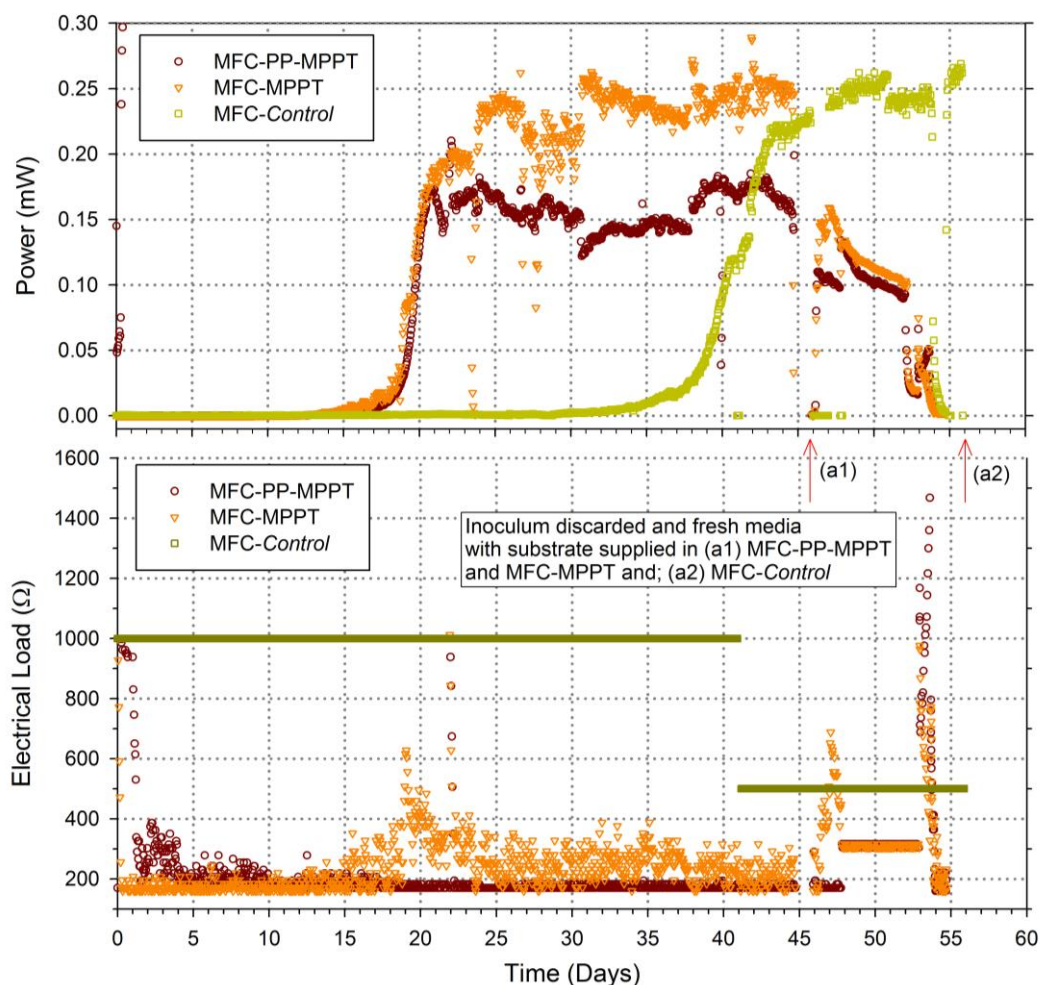 0.30
0.25
0.20
0.15
0.10
0.05
0.00
Power (mW)
MFC-PP-MPPT
MFC-MPPT
MFC-Control
(a1)
(a2)
1600
1400
1200
1000
800
600
400
200
Electrical Load (Ω)
MFC-PP-MPPT
MFC-MPPT
MFC-Control
Inoculum discarded and fresh media
with substrate supplied in (a1) MFC-PP-MPPT
and MFC-MPPT and; (a2) MFC-Control
0 5 10 15 20 25 30 35 40 45 50 55 60
Time (Days)